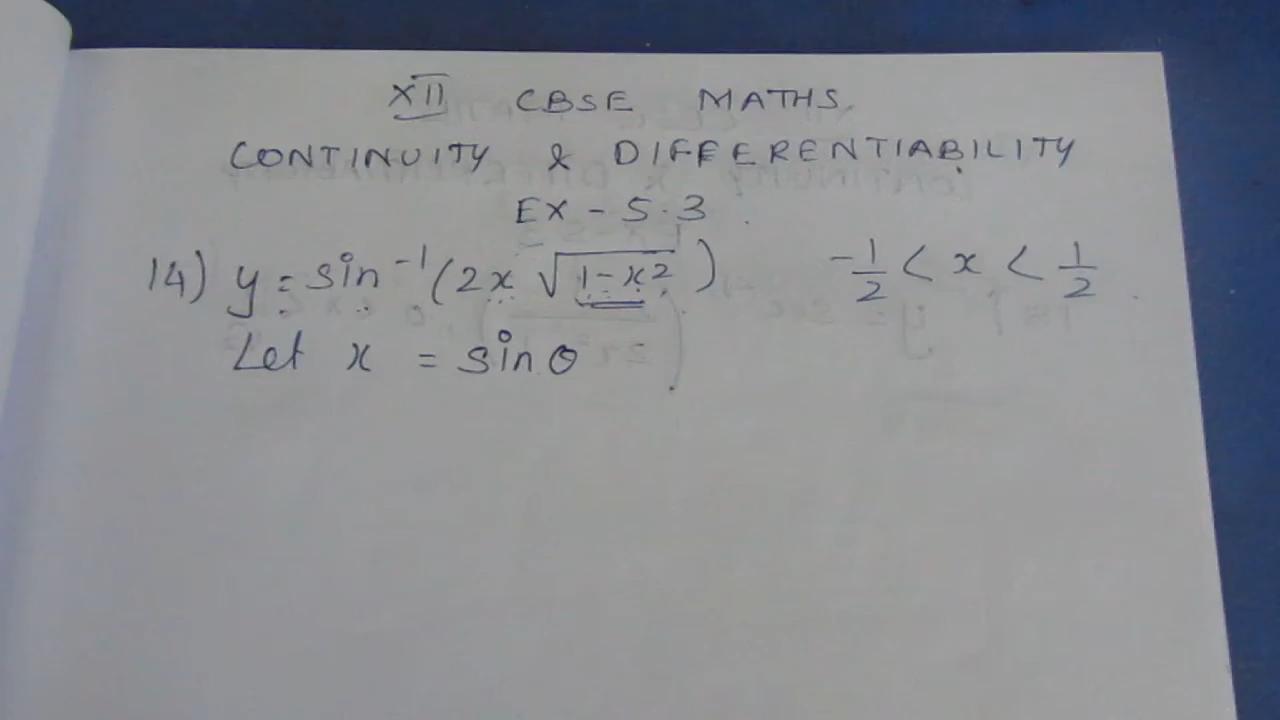 XII CBSE MATHS
CONTINUITY & DIFFERENTIABILITY
EX - 5.3
14) y = sin⁻¹(2x √(1-x²)) -1/2 < x < 1/2
Let x = sin θ